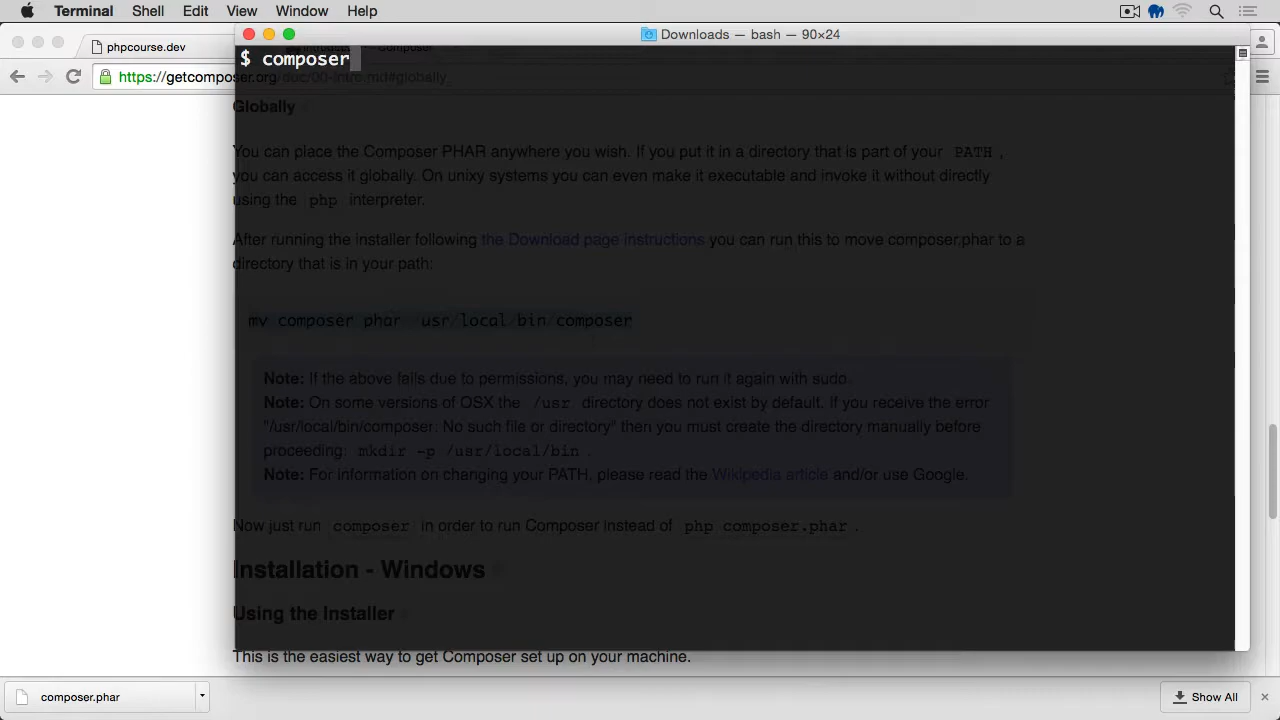 Terminal Shell Edit View Window Help
phpcourse.dev
Downloads — bash — 90×24
https://getcomposer.org/doc/00-intro.md#globally
$ composer
Globally
You can place the Composer PHAR anywhere you wish. If you put it in a directory that is part of your PATH ,
you can access it globally. On unixy systems you can even make it executable and invoke it without directly
using the php interpreter.
After running the installer following the Download page instructions you can run this to move composer.phar to a
directory that is in your path:
mv composer.phar /usr/local/bin/composer
Note: If the above fails due to permissions, you may need to run it again with sudo.
Note: On some versions of OSX the /usr directory does not exist by default. If you receive the error
"/usr/local/bin/composer: No such file or directory" then you must create the directory manually before
proceeding: mkdir -p /usr/local/bin .
Note: For information on changing your PATH, please read the Wikipedia article and/or use Google.
Now just run composer in order to run Composer instead of php composer.phar .
Installation - Windows
Using the Installer
This is the easiest way to get Composer set up on your machine.
composer.phar
Show All